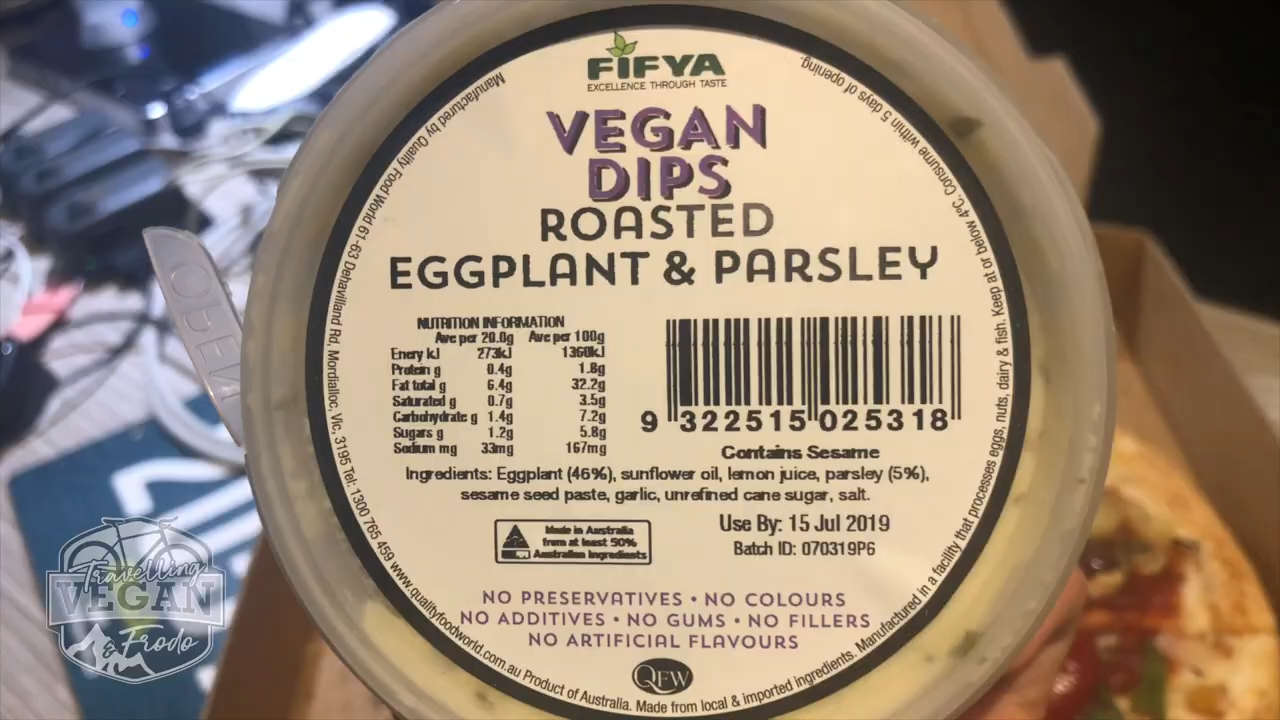 FIFYA
EXCELLENCE THROUGH TASTE
VEGAN
DIPS
ROASTED
EGGPLANT & PARSLEY
NUTRITION INFORMATION
Ave per 20.0g Ave per 100g
Enery kJ 273kJ 1360kJ
Protein g 0.4g 1.8g
Fat total g 6.4g 32.2g
Saturated g 0.7g 3.5g
Carbohydrate g 1.4g 7.2g
Sugars g 1.2g 5.8g
Sodium mg 33mg 167mg
9 322515 025318
Contains Sesame
Ingredients: Eggplant (46%), sunflower oil, lemon juice, parsley (5%),
sesame seed paste, garlic, unrefined cane sugar, salt.
Made in Australia
from at least 50%
Australian ingredients
Use By: 15 Jul 2019
Batch ID: 070319P6
NO PRESERVATIVES • NO COLOURS
NO ADDITIVES • NO GUMS • NO FILLERS
NO ARTIFICIAL FLAVOURS
QFW
Manufactured by Quality Food World 61-63 Dehavilland Rd, Mordialloc, Vic, 3195 Tel: 1300 765 459 www.qualityfoodworld.com.au Product of Australia. Made from local & imported ingredients. Manufactured in a facility that processes eggs, nuts, dairy & fish. Keep at or below 4°C. Consume within 5 days of opening.
OPEN
Travelling
VEGAN
& Frodo